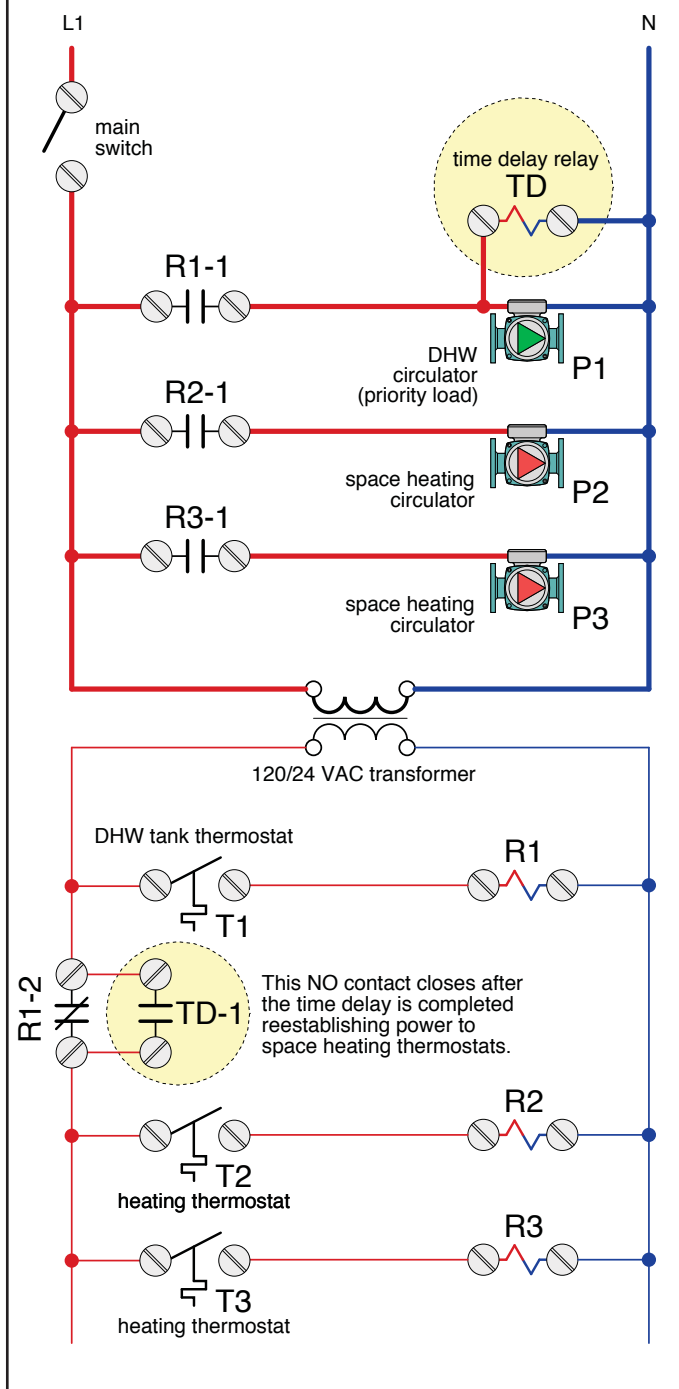 L1
N
main
switch
time delay relay
TD
R1-1
DHW
circulator
(priority load)
P1
R2-1
space heating
circulator
P2
R3-1
space heating
circulator
P3
120/24 VAC transformer
DHW tank thermostat
R1
T1
R1-2
TD-1
This NO contact closes after
the time delay is completed
reestablishing power to
space heating thermostats.
R2
T2
heating thermostat
R3
T3
heating thermostat